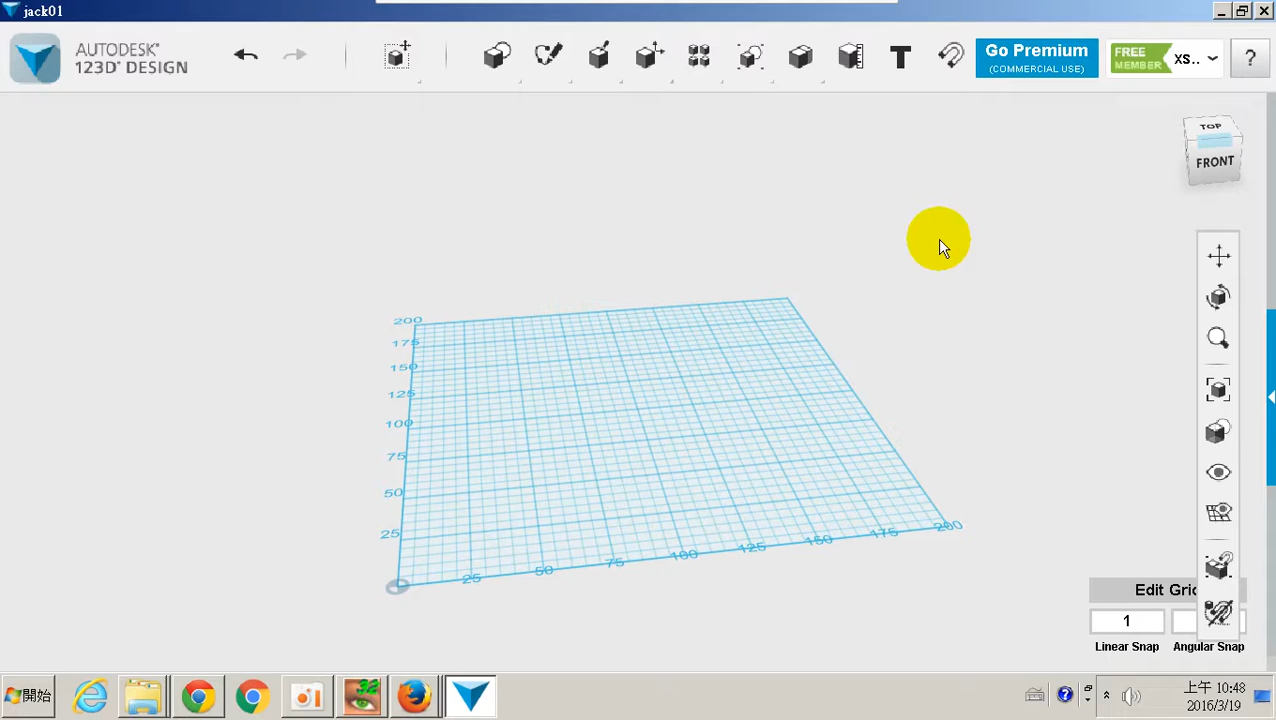 jack01
AUTODESK®
123D® DESIGN
T
Go Premium
(COMMERCIAL USE)
FREE
MEMBER
XS..
?
TOP
FRONT
200
175
150
125
100
75
50
25
25
50
75
100
125
150
175
200
Edit Gri
1
Linear Snap
Angular Snap
開始
32
?
上午 10:48
2016/3/19